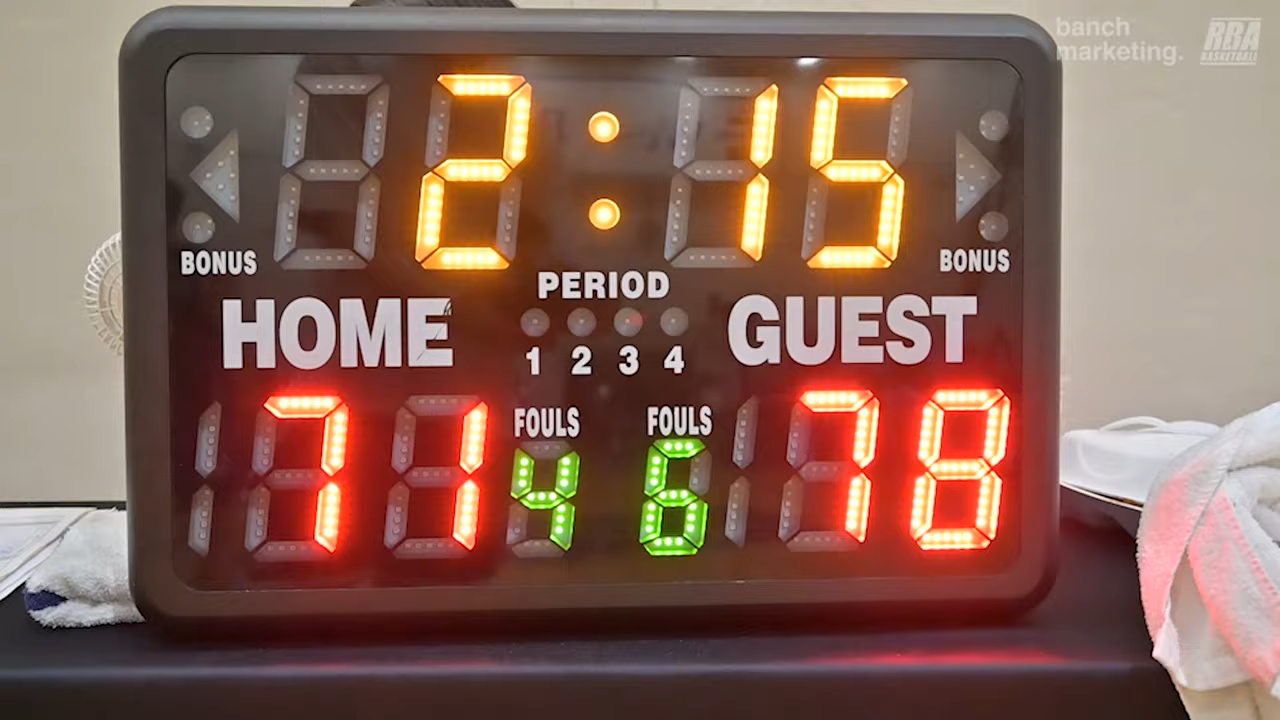 banch
marketing.
RBA
BASKETBALL
2:15
BONUS
BONUS
PERIOD
HOME
GUEST
1 2 3 4
FOULS
FOULS
71
4
6
78